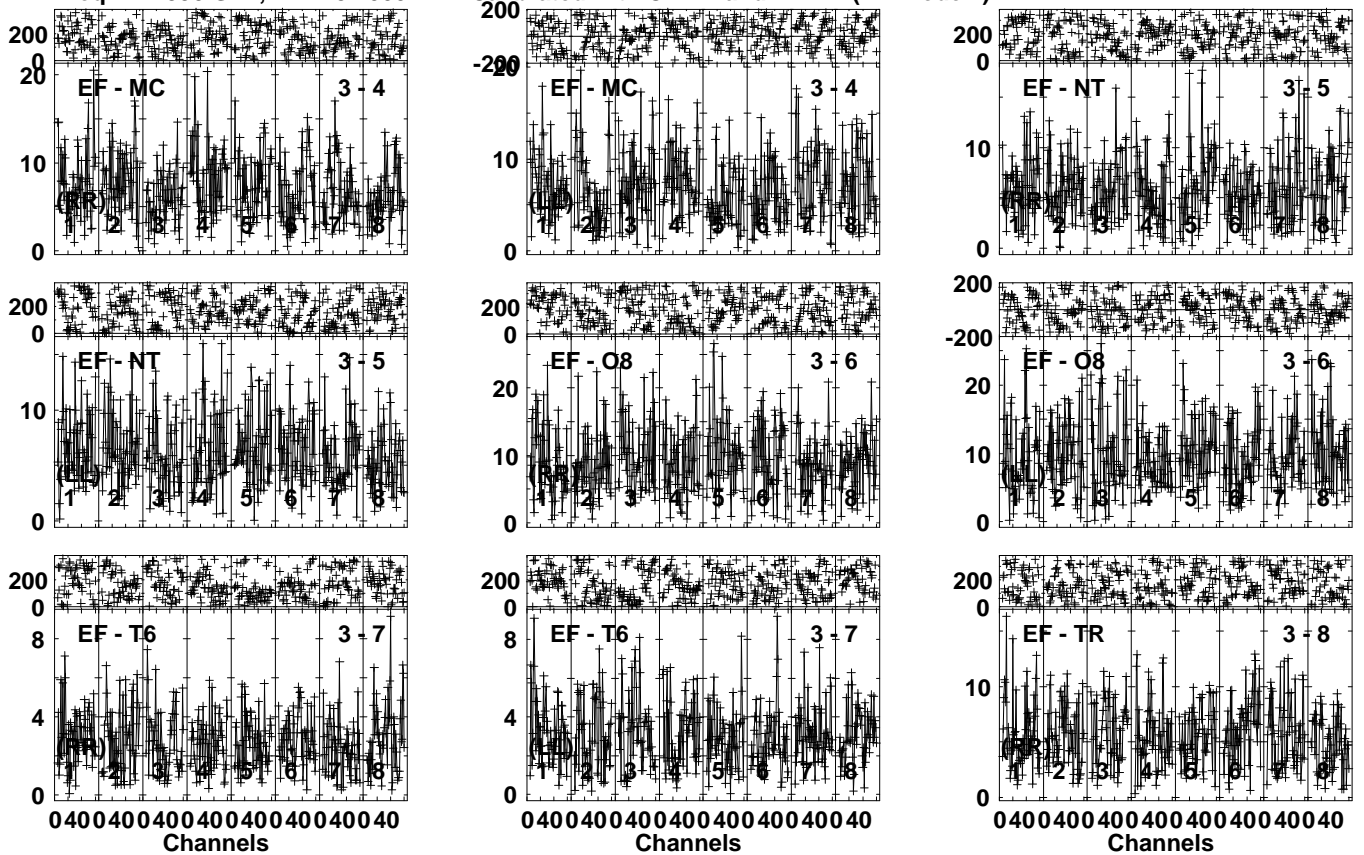 200 0 200 -200 200 0
20 EF - MC 3 - 4 20 EF - MC 3 - 4 EF - NT 3 - 5
10 10 10
(RR) (LL) (RR)
1 2 3 4 5 6 7 8 1 2 3 4 5 6 7 8 1 2 3 4 5 6 7 8
0 0 0
200 0 200 0 200 -200
EF - NT 3 - 5 EF - O8 3 - 6 EF - O8 3 - 6
10 20 10 20 10
(LL) (RR) (LL)
1 2 3 4 5 6 7 8 1 2 3 4 5 6 7 8 1 2 3 4 5 6 7 8
0 0 0
200 0 200 0 200 0
8 EF - T6 3 - 7 8 EF - T6 3 - 7 EF - TR 3 - 8
4 4 10
(RR) (LL) (RR)
1 2 3 4 5 6 7 8 1 2 3 4 5 6 7 8 1 2 3 4 5 6 7 8
0 0 0
0 40 0 40 0 40 0 40 0 40 0 40 0 40 0 40 0 40 0 40 0 40 0 40 0 40 0 40 0 40 0 40 0 40 0 40 0 40 0 40 0 40 0 40 0 40 0 40
Channels Channels Channels